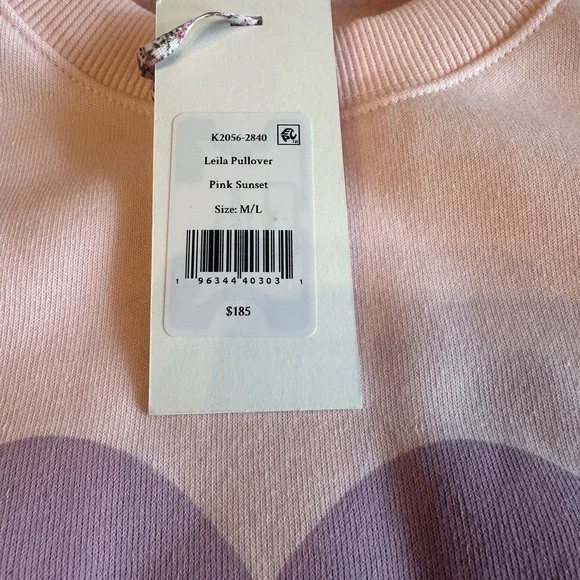 K2056-2840
Leila Pullover
Pink Sunset
Size: M/L
1 96344 40303 1
$185